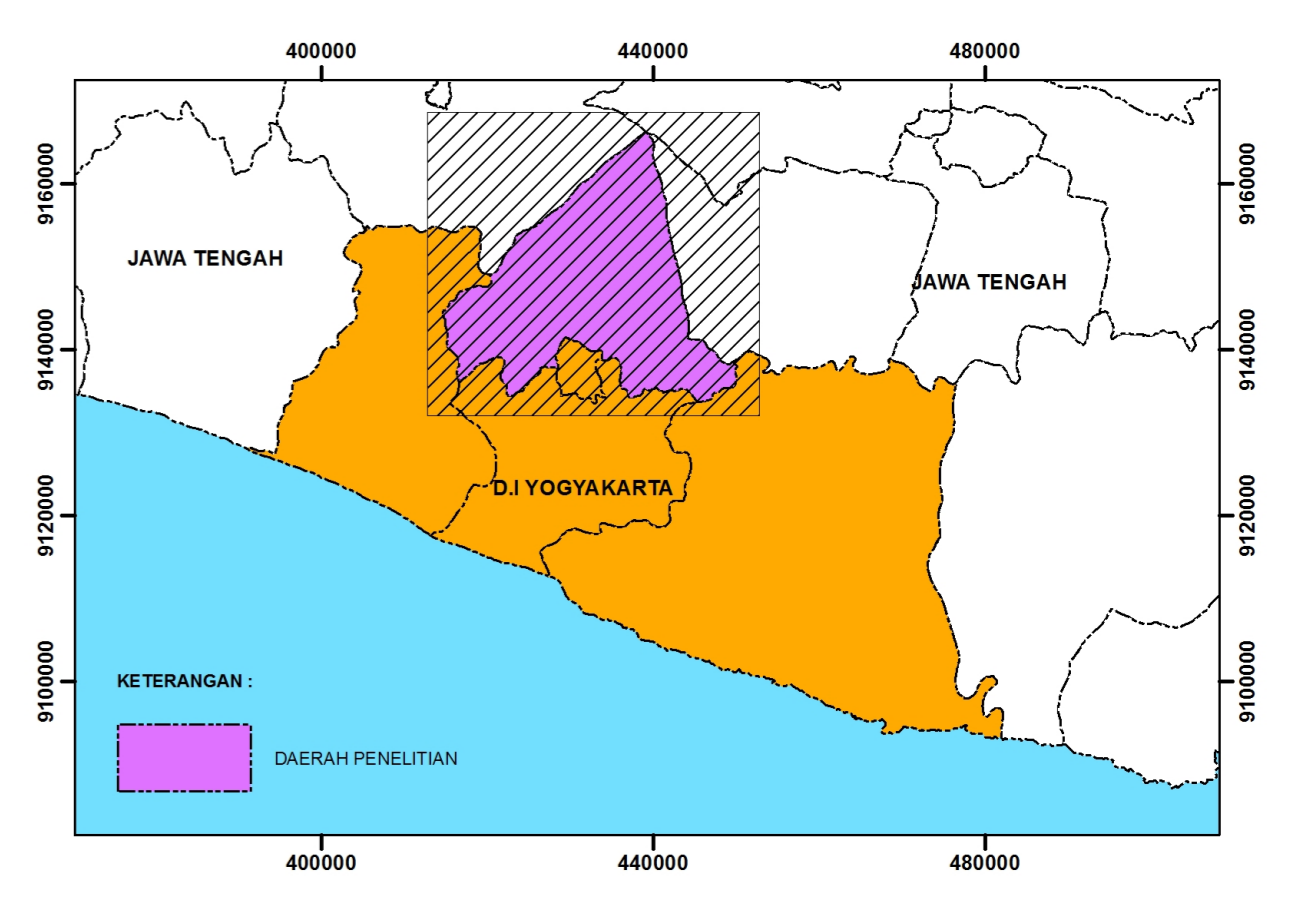 400000 440000 480000
9160000 9160000
JAWA TENGAH
JAWA TENGAH
9140000 9140000
D.I YOGYAKARTA
9120000 9120000
KETERANGAN :
9100000 9100000
DAERAH PENELITIAN
400000 440000 480000